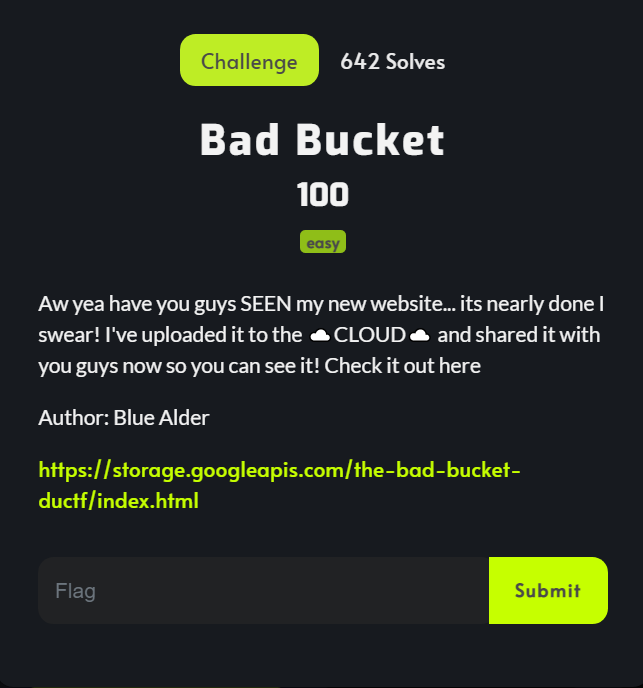 Challenge 642 Solves
Bad Bucket
100
easy
Aw yea have you guys SEEN my new website... its nearly done I
swear! I've uploaded it to the ☁CLOUD☁ and shared it with
you guys now so you can see it! Check it out here
Author: Blue Alder
https://storage.googleapis.com/the-bad-bucket-
ductf/index.html
Flag Submit